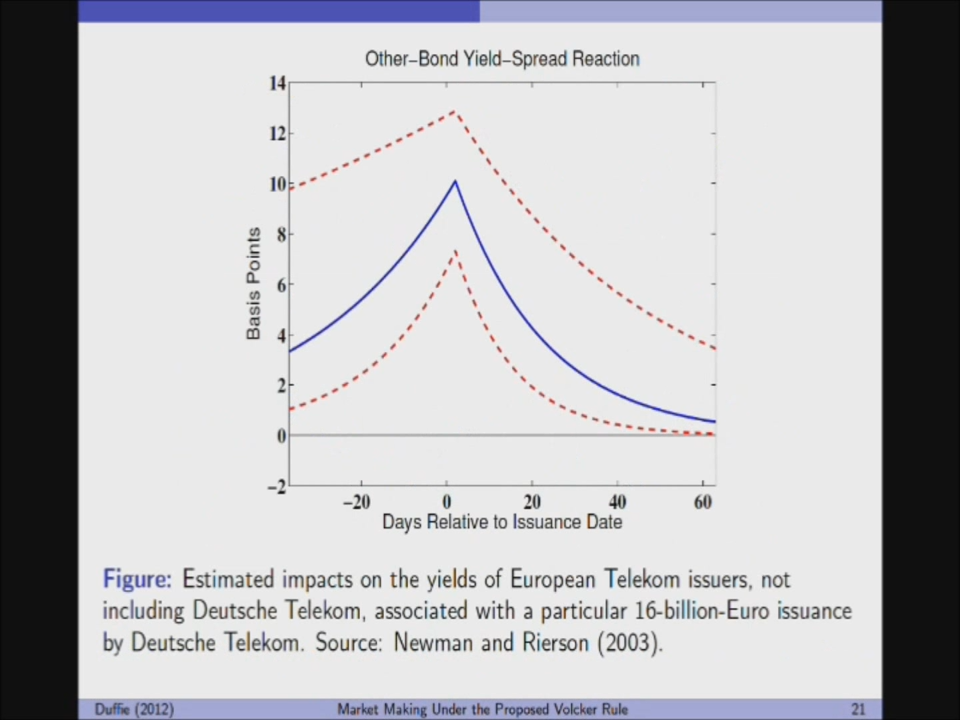 Other−Bond Yield−Spread Reaction
14
12
10
8
6
4
2
0
−2
Basis Points
−20 0 20 40 60
Days Relative to Issuance Date
Figure: Estimated impacts on the yields of European Telekom issuers, not
including Deutsche Telekom, associated with a particular 16-billion-Euro issuance
by Deutsche Telekom. Source: Newman and Rierson (2003).
Duffie (2012) Market Making Under the Proposed Volcker Rule 21